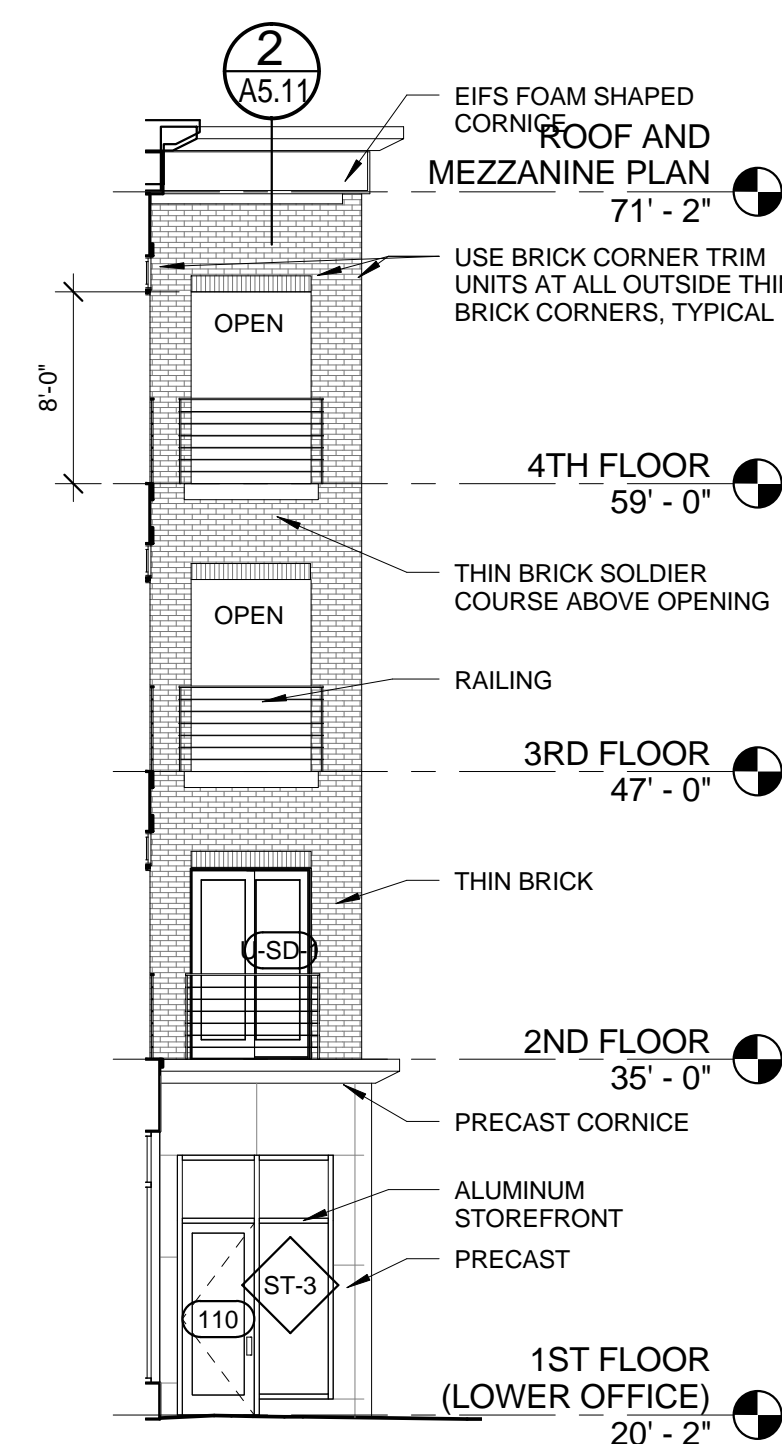 2
A5.11
EIFS FOAM SHAPED
CORNICE
ROOF AND
MEZZANINE PLAN
71' - 2"
USE BRICK CORNER TRIM
UNITS AT ALL OUTSIDE THIN
BRICK CORNERS, TYPICAL
OPEN
8'-0"
4TH FLOOR
59' - 0"
THIN BRICK SOLDIER
COURSE ABOVE OPENING
OPEN
RAILING
3RD FLOOR
47' - 0"
THIN BRICK
U-SD-1
2ND FLOOR
35' - 0"
PRECAST CORNICE
ALUMINUM
STOREFRONT
PRECAST
ST-3
110
1ST FLOOR
(LOWER OFFICE)
20' - 2"